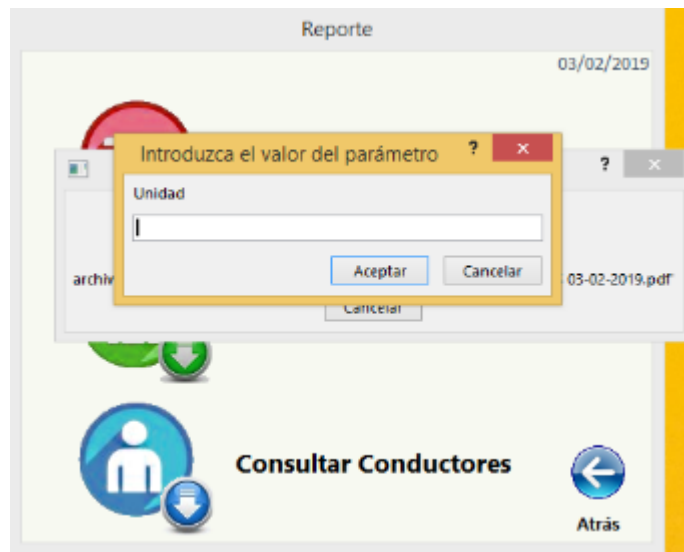 Reporte
03/02/2019
Introduzca el valor del parámetro ? ×
? ×
Unidad
Aceptar Cancelar
archiv 03-02-2019.pdf
Cancelar
Consultar Conductores
Atrás